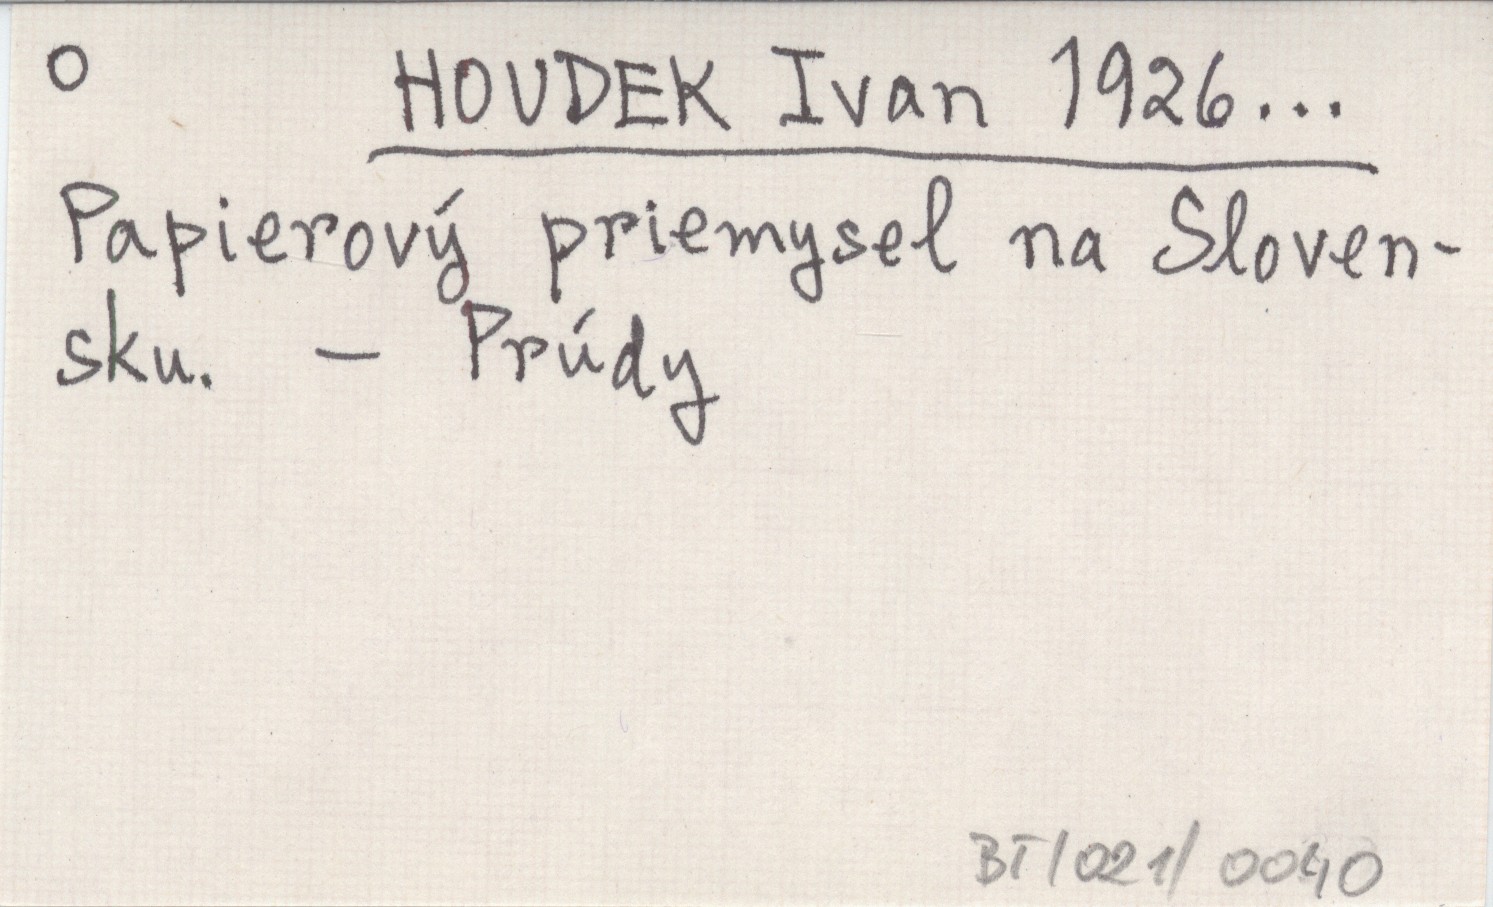 O HOUDEK Ivan 1926...
Papierový priemysel na Sloven-
sku. – Prúdy
BT/021/0040